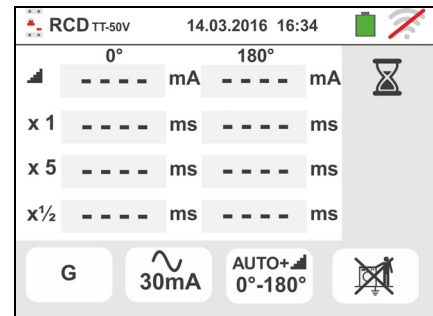 RCD TT-50V 14.03.2016 16:34
0° 180°
---- mA ---- mA
x 1 ---- ms ---- ms
x 5 ---- ms ---- ms
x½ ---- ms ---- ms
G 30mA AUTO+ 0°-180°